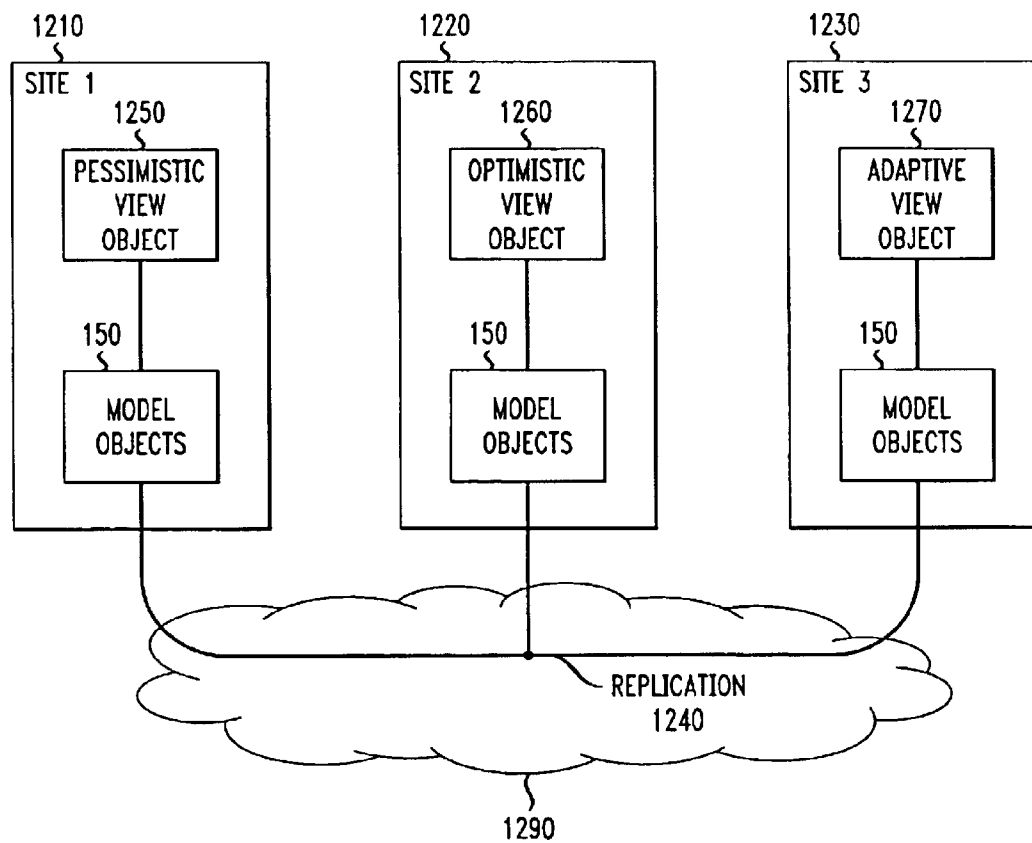 1210
1220
1230
SITE 1
SITE 2
SITE 3
1250
1260
1270
PESSIMISTIC
VIEW
OBJECT
OPTIMISTIC
VIEW
OBJECT
ADAPTIVE
VIEW
OBJECT
150
150
150
MODEL
OBJECTS
MODEL
OBJECTS
MODEL
OBJECTS
REPLICATION
1240
1290